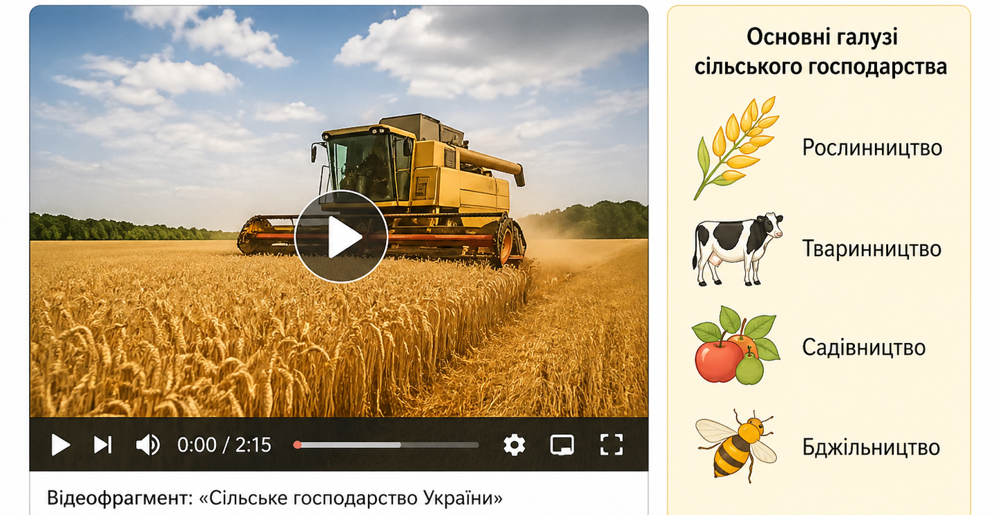 0:00 / 2:15
Відеофрагмент: «Сільське господарство України»
Основні галузі
сільського господарства
Рослинництво
Тваринництво
Садівництво
Бджільництво